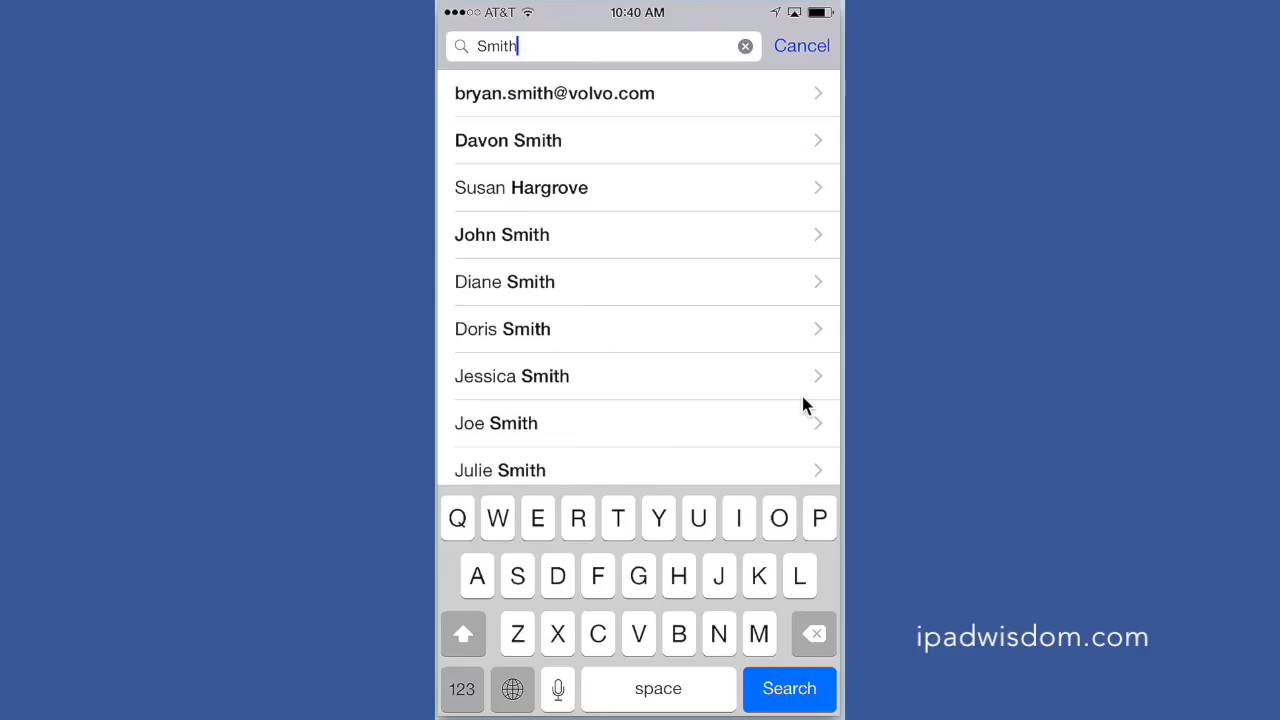 AT&T 10:40 AM
Smith Cancel
bryan.smith@volvo.com
Davon Smith
Susan Hargrove
John Smith
Diane Smith
Doris Smith
Jessica Smith
Joe Smith
Julie Smith
Q W E R T Y U I O P
A S D F G H J K L
Z X C V B N M
ipadwisdom.com
123 space Search